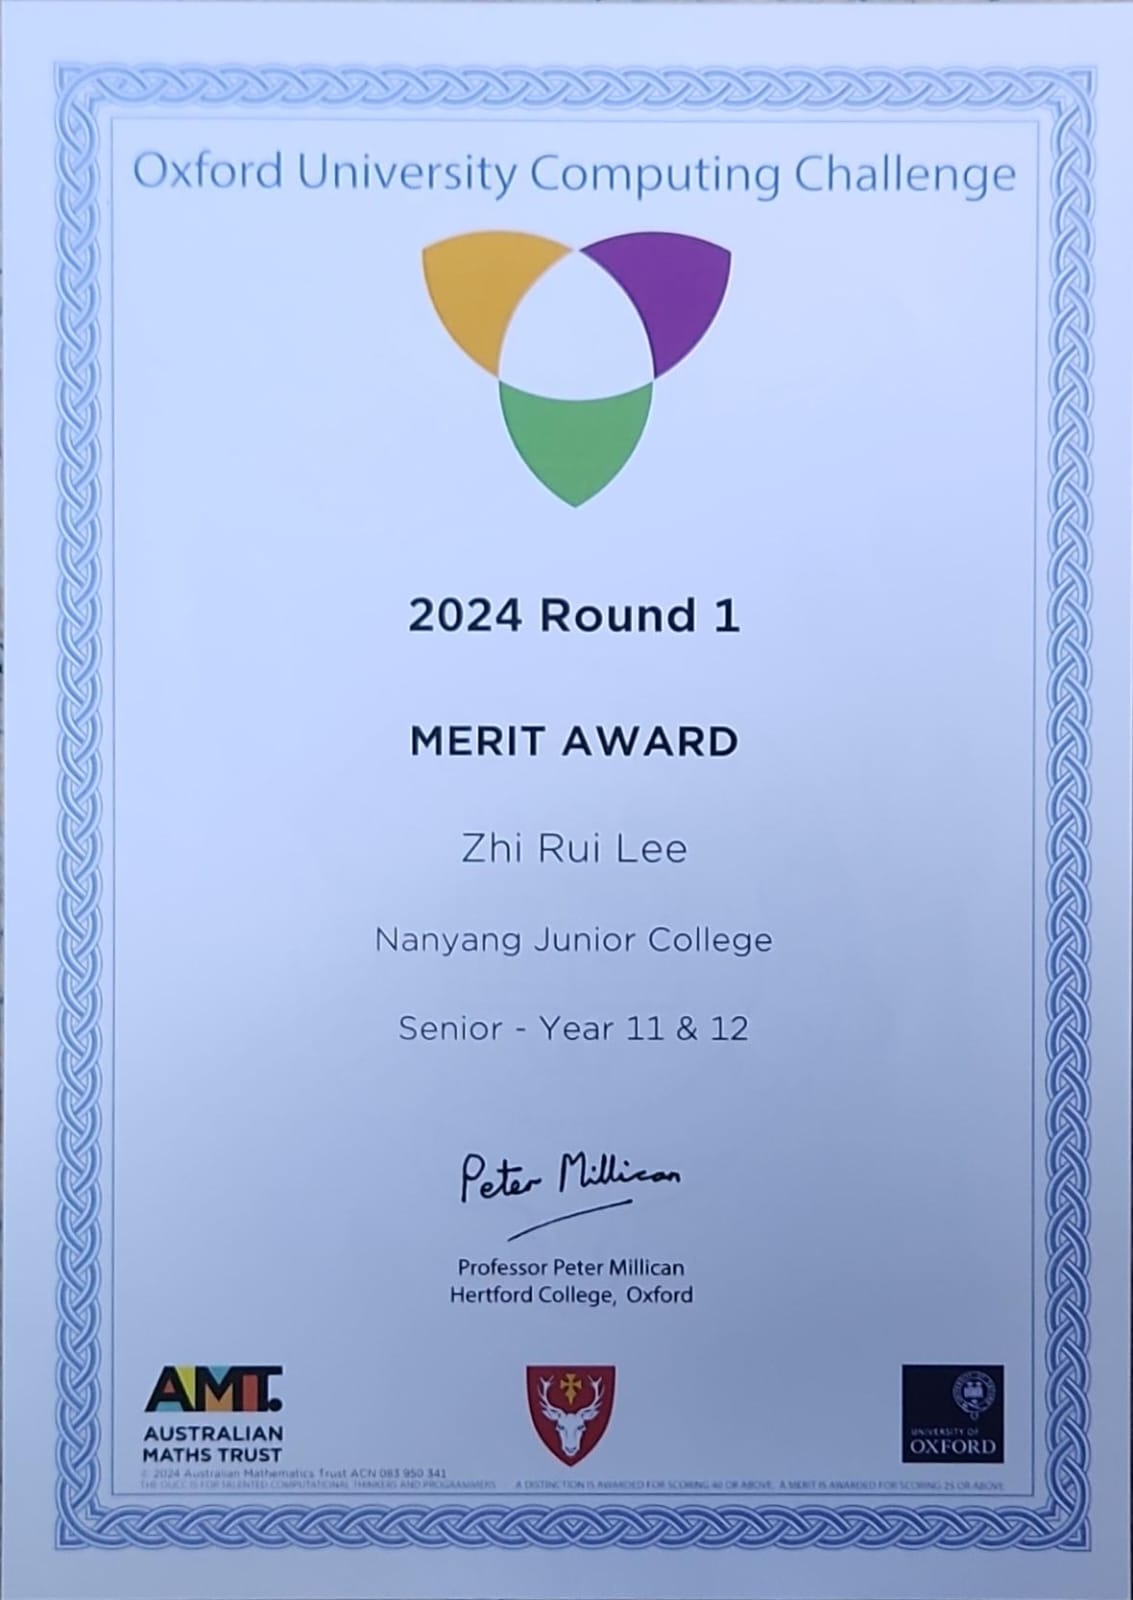 Oxford University Computing Challenge
2024 Round 1
MERIT AWARD
Zhi Rui Lee
Nanyang Junior College
Senior - Year 11 & 12
Peter Millican
Professor Peter Millican
Hertford College, Oxford
AMT.
AUSTRALIAN
MATHS TRUST
UNIVERSITY OF
OXFORD
© 2024 Australian Mathematics Trust ACN 083 950 341
THE OUCC IS FOR TALENTED COMPUTATIONAL THINKERS AND PROGRAMMERS A DISTINCTION IS AWARDED FOR SCORING 40 OR ABOVE, A MERIT IS AWARDED FOR SCORING 25 OR ABOVE